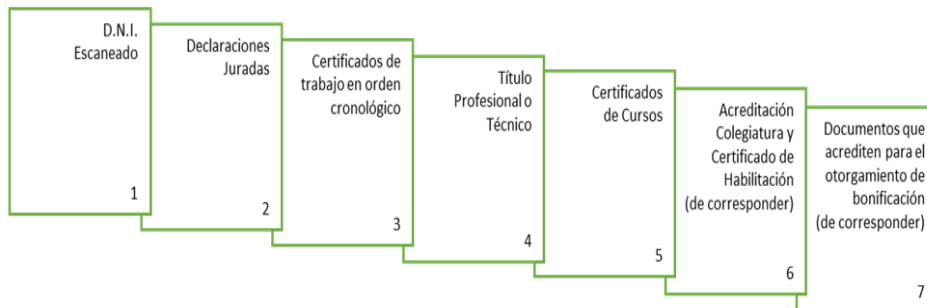 D.N.I.
Escaneado
1
Declaraciones
Juradas
2
Certificados de
trabajo en orden
cronológico
3
Título
Profesional o
Técnico
4
Certificados
de Cursos
5
Acreditación
Colegiatura y
Certificado de
Habilitación
(de corresponder)
6
Documentos que
acrediten para el
otorgamiento de
bonificación
(de corresponder)
7